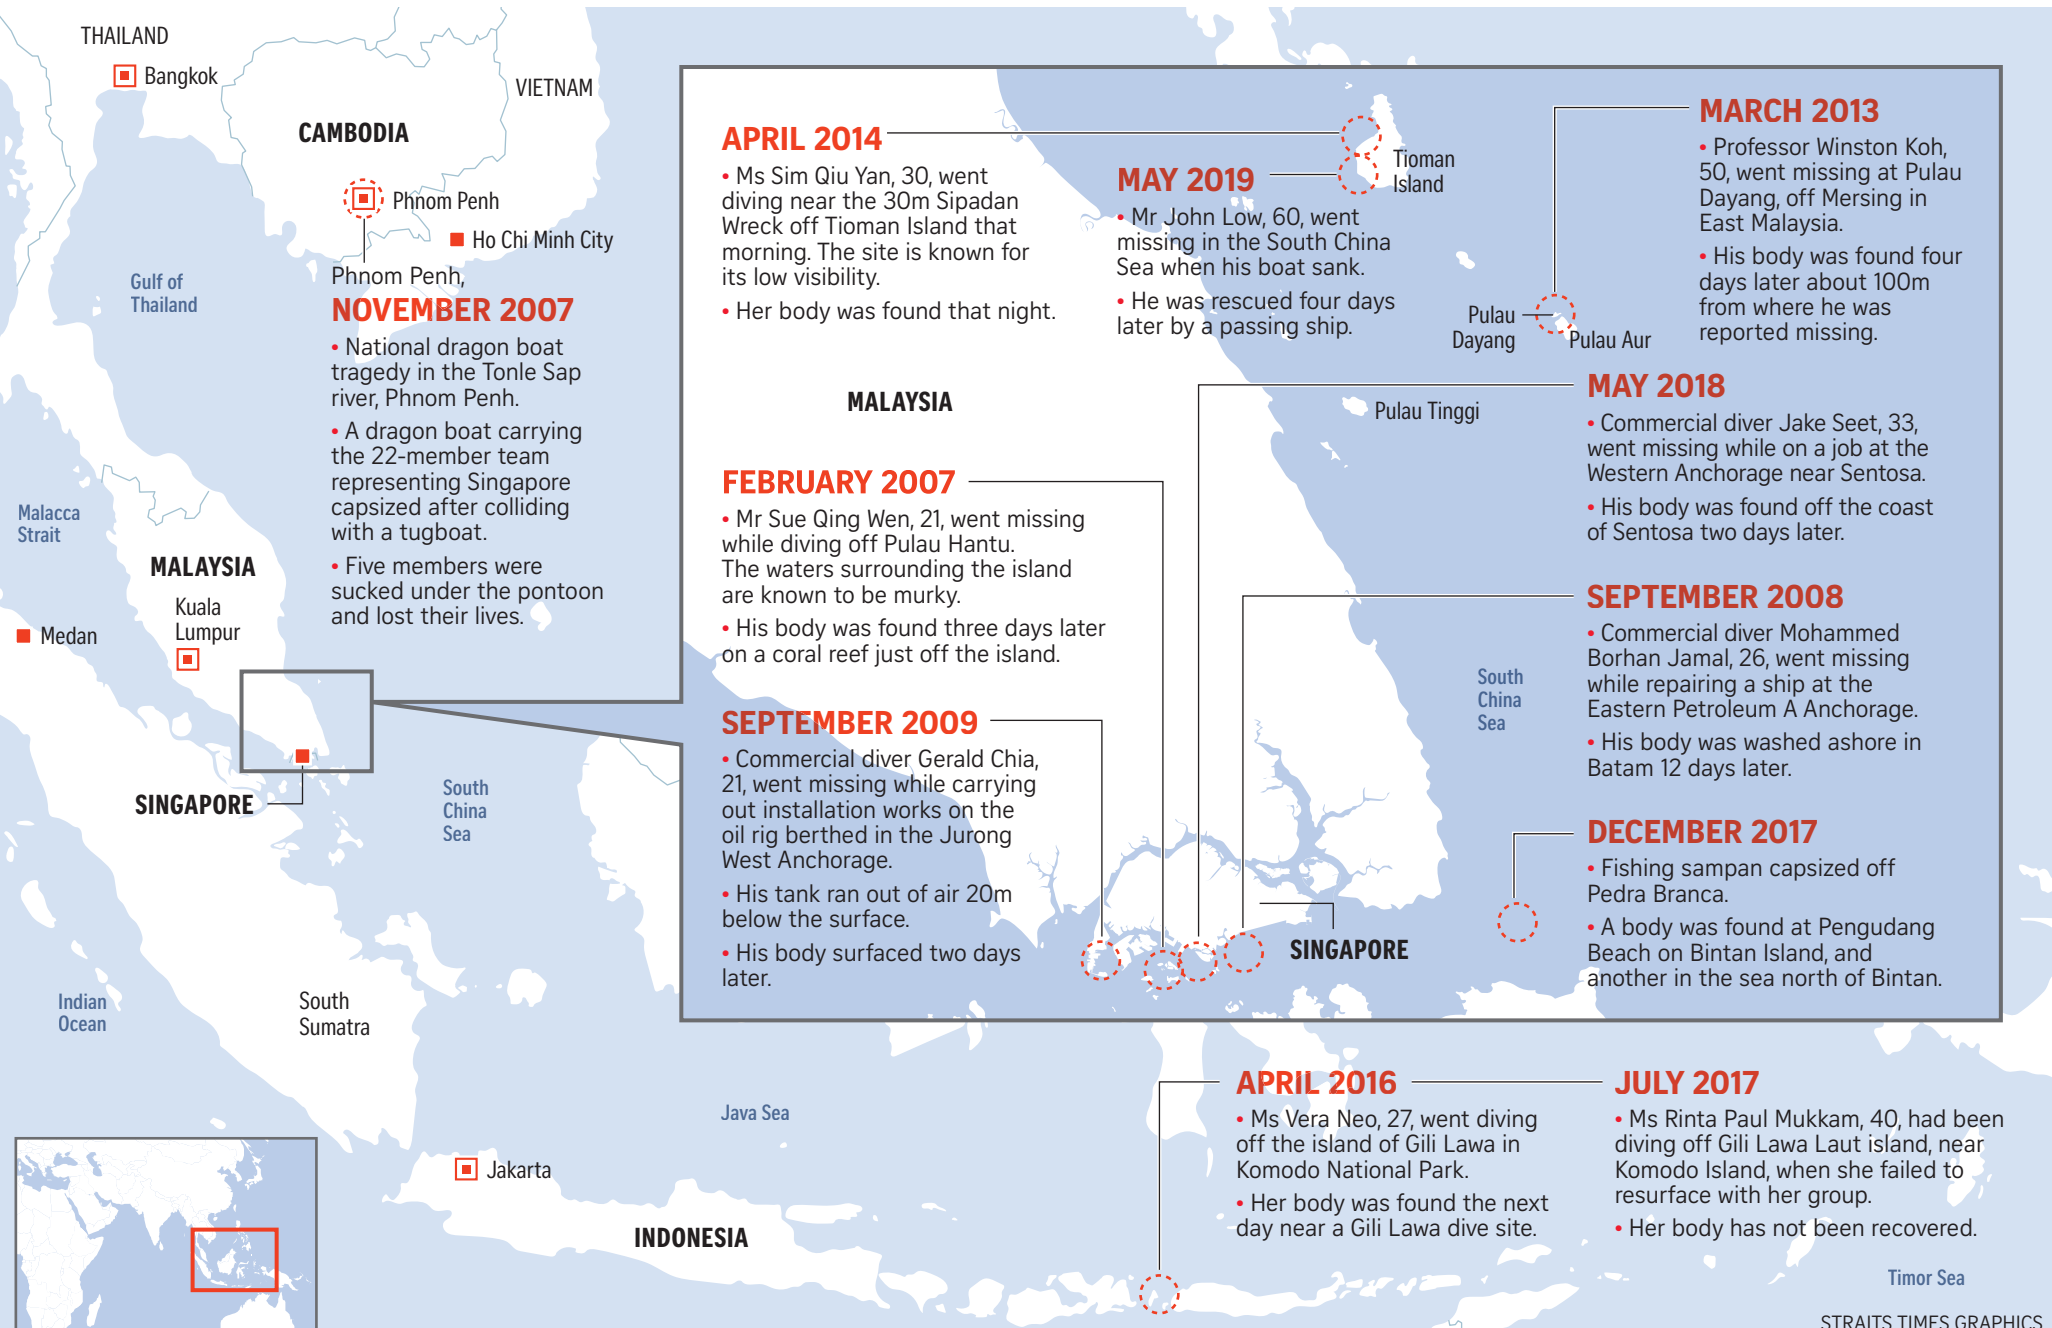 THAILAND
Bangkok
VIETNAM
CAMBODIA
Phnom Penh
Ho Chi Minh City
Gulf of
Thailand
Phnom Penh,
NOVEMBER 2007
• National dragon boat
tragedy in the Tonle Sap
river, Phnom Penh.
• A dragon boat carrying
the 22-member team
representing Singapore
capsized after colliding
with a tugboat.
• Five members were
sucked under the pontoon
and lost their lives.
Malacca
Strait
MALAYSIA
Kuala
Lumpur
Medan
SINGAPORE
South
China
Sea
Indian
Ocean
South
Sumatra
APRIL 2014
• Ms Sim Qiu Yan, 30, went
diving near the 30m Sipadan
Wreck off Tioman Island that
morning. The site is known for
its low visibility.
• Her body was found that night.
MAY 2019
• Mr John Low, 60, went
missing in the South China
Sea when his boat sank.
• He was rescued four days
later by a passing ship.
Tioman
Island
MARCH 2013
• Professor Winston Koh,
50, went missing at Pulau
Dayang, off Mersing in
East Malaysia.
• His body was found four
days later about 100m
from where he was
reported missing.
Pulau
Dayang
Pulau Aur
MALAYSIA
Pulau Tinggi
MAY 2018
• Commercial diver Jake Seet, 33,
went missing while on a job at the
Western Anchorage near Sentosa.
• His body was found off the coast
of Sentosa two days later.
FEBRUARY 2007
• Mr Sue Qing Wen, 21, went missing
while diving off Pulau Hantu.
The waters surrounding the island
are known to be murky.
• His body was found three days later
on a coral reef just off the island.
SEPTEMBER 2008
• Commercial diver Mohammed
Borhan Jamal, 26, went missing
while repairing a ship at the
Eastern Petroleum A Anchorage.
• His body was washed ashore in
Batam 12 days later.
South
China
Sea
SEPTEMBER 2009
• Commercial diver Gerald Chia,
21, went missing while carrying
out installation works on the
oil rig berthed in the Jurong
West Anchorage.
• His tank ran out of air 20m
below the surface.
• His body surfaced two days
later.
SINGAPORE
DECEMBER 2017
• Fishing sampan capsized off
Pedra Branca.
• A body was found at Pengudang
Beach on Bintan Island, and
another in the sea north of Bintan.
Java Sea
Jakarta
INDONESIA
APRIL 2016
• Ms Vera Neo, 27, went diving
off the island of Gili Lawa in
Komodo National Park.
• Her body was found the next
day near a Gili Lawa dive site.
JULY 2017
• Ms Rinta Paul Mukkam, 40, had been
diving off Gili Lawa Laut island, near
Komodo Island, when she failed to
resurface with her group.
• Her body has not been recovered.
Timor Sea
STRAITS TIMES GRAPHICS